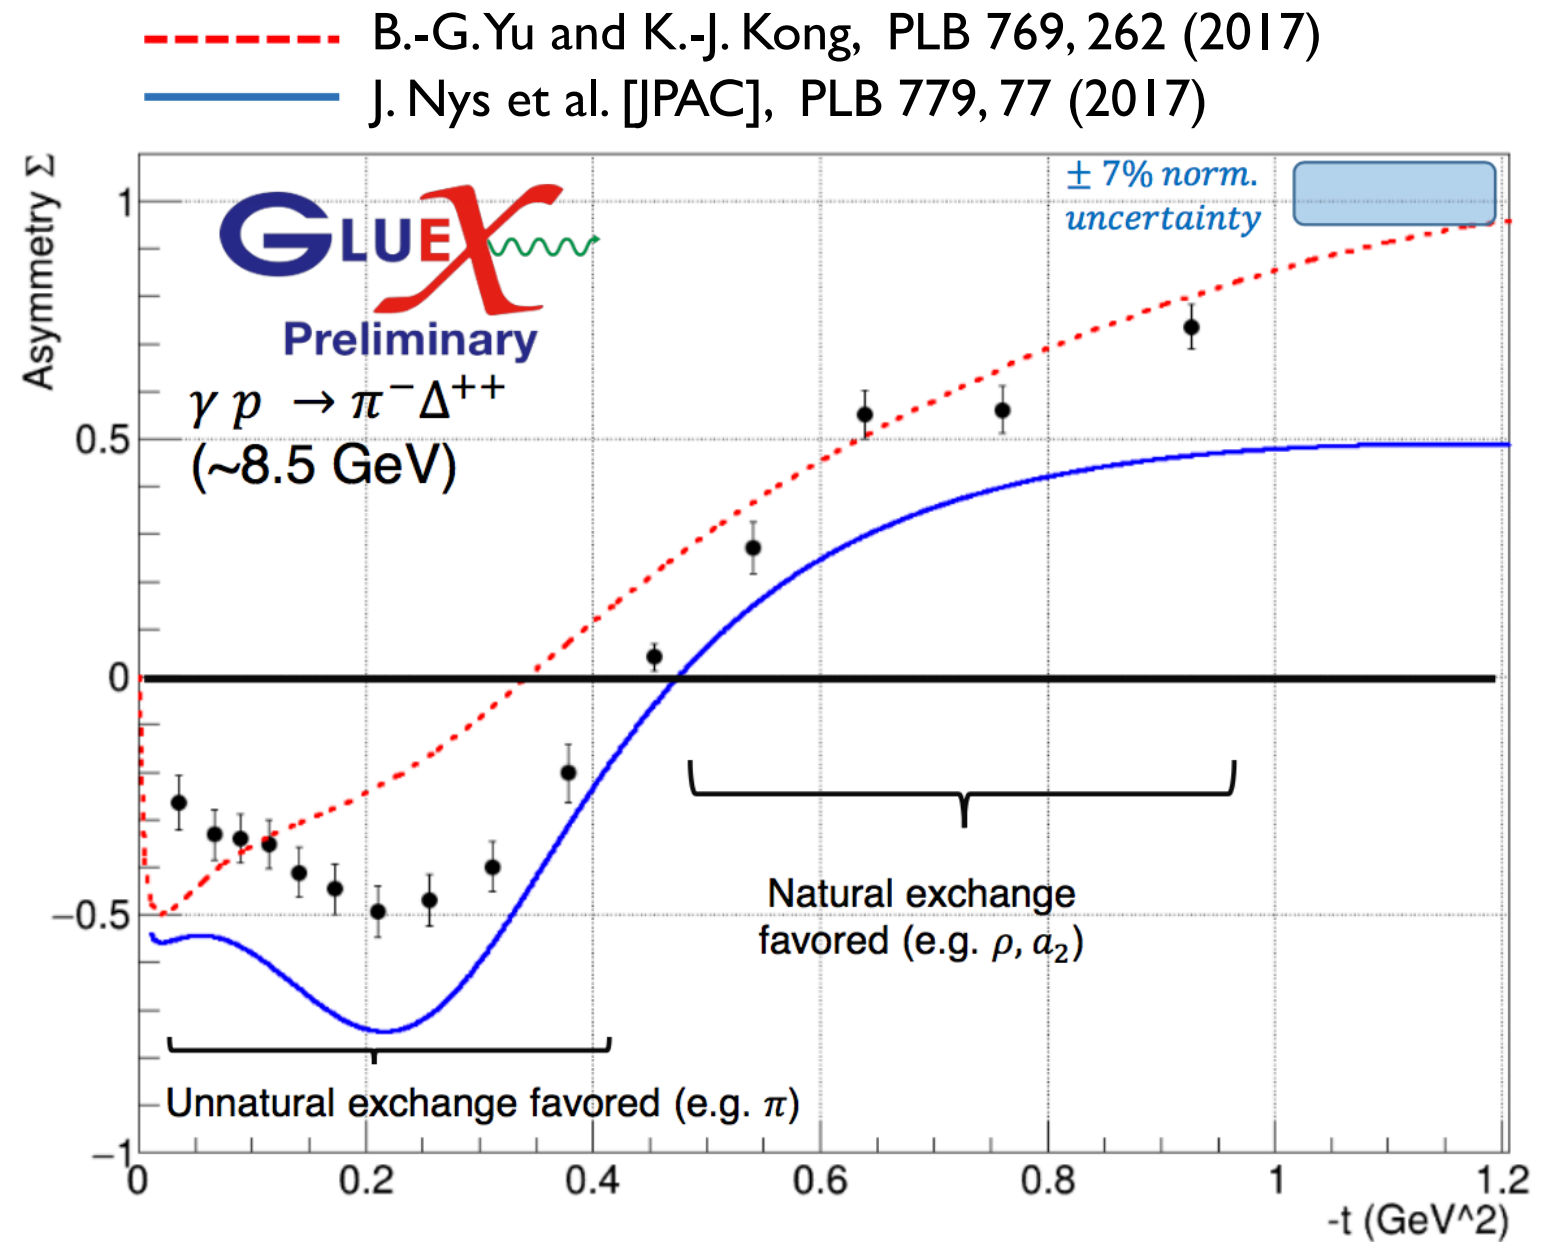 B.-G. Yu and K.-J. Kong, PLB 769, 262 (2017)
J. Nys et al. [JPAC], PLB 779, 77 (2017)
Asymmetry Σ
1
0.5
0
−0.5
−1
GLUEX
Preliminary
γ p → π⁻Δ⁺⁺
(~8.5 GeV)
± 7% norm.
uncertainty
Natural exchange
favored (e.g. ρ, a₂)
Unnatural exchange favored (e.g. π)
0 0.2 0.4 0.6 0.8 1 1.2
-t (GeV^2)